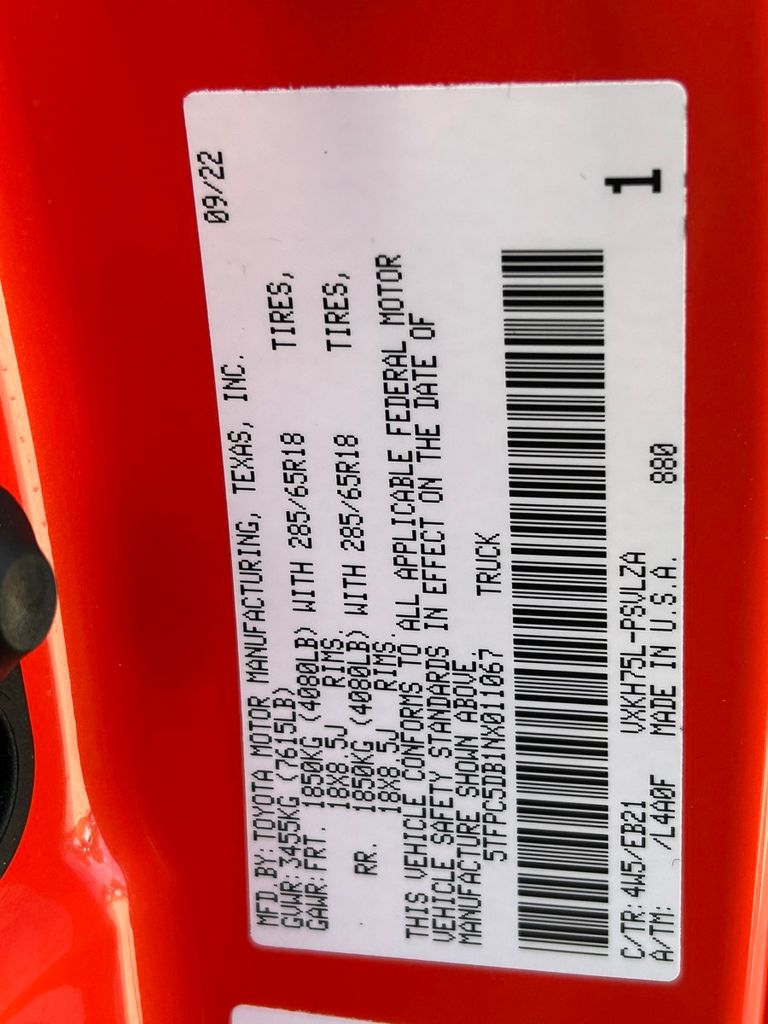 MFD.BY: TOYOTA MOTOR MANUFACTURING, TEXAS, INC. 09/22
GVWR: 3455KG (7615LB)
GAWR: FRT. 1850KG (4080LB) WITH 285/65R18 TIRES,
18X8.5J RIMS
RR. 1850KG (4080LB) WITH 285/65R18 TIRES,
18X8.5J RIMS.
THIS VEHICLE CONFORMS TO ALL APPLICABLE FEDERAL MOTOR
VEHICLE SAFETY STANDARDS IN EFFECT ON THE DATE OF
MANUFACTURE SHOWN ABOVE.
5TFPC5DB1NX011067 TRUCK
1
C/TR: 4W5/EB21 VXKH75L-PSVLZA
A/TM: /L4A0F MADE IN U.S.A. 880